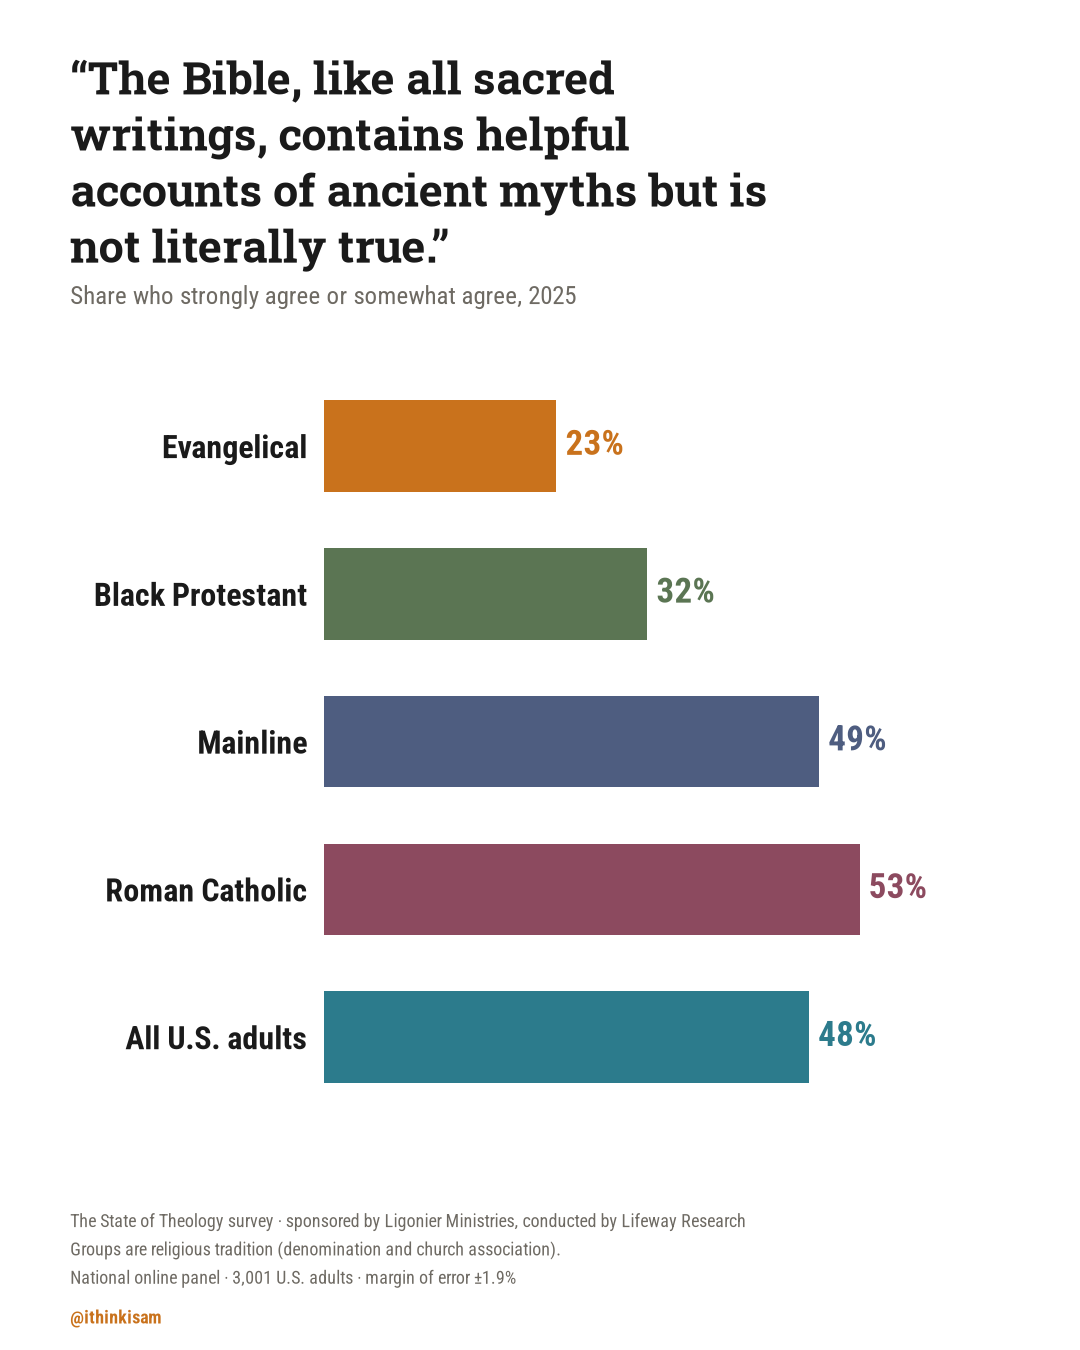 “The Bible, like all sacred
writings, contains helpful
accounts of ancient myths but is
not literally true.”
Share who strongly agree or somewhat agree, 2025
Evangelical 23%
Black Protestant 32%
Mainline 49%
Roman Catholic 53%
All U.S. adults 48%
The State of Theology survey · sponsored by Ligonier Ministries, conducted by Lifeway Research
Groups are religious tradition (denomination and church association).
National online panel · 3,001 U.S. adults · margin of error ±1.9%
@ithinkisam